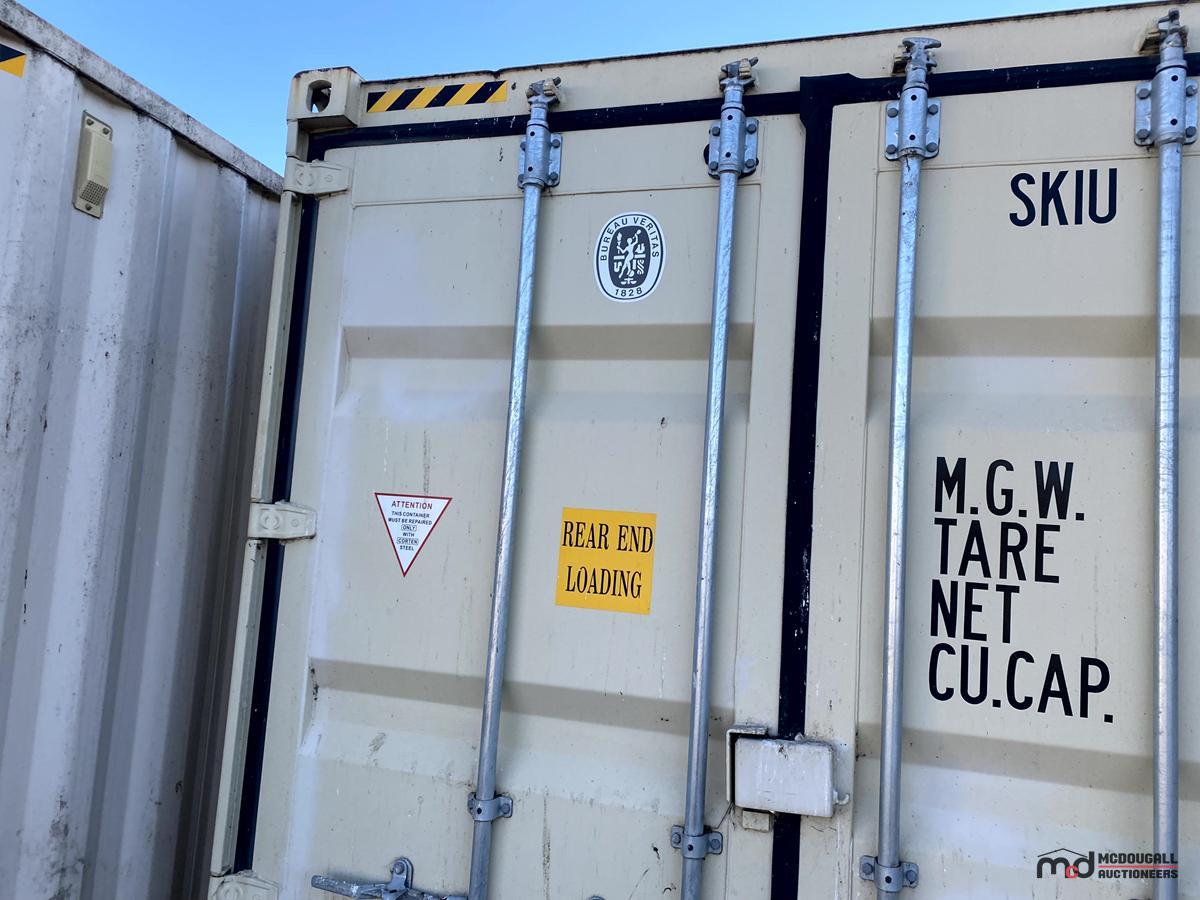 BUREAU VERITAS
1828
SKIU
ATTENTION
THIS CONTAINER
MUST BE REPAIRED
ONLY
WITH
CORTEN
STEEL
REAR END
LOADING
M.G.W.
TARE
NET
CU.CAP.
mcd MCDOUGALL
AUCTIONEERS